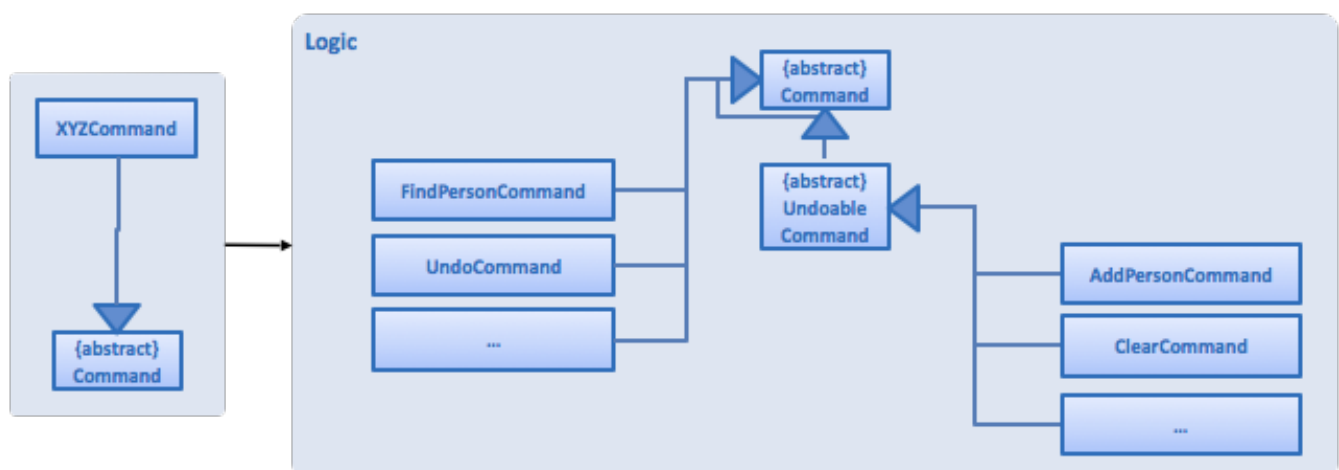 XYZCommand
{abstract}
Command
Logic
{abstract}
Command
FindPersonCommand
UndoCommand
...
{abstract}
Undoable
Command
AddPersonCommand
ClearCommand
...